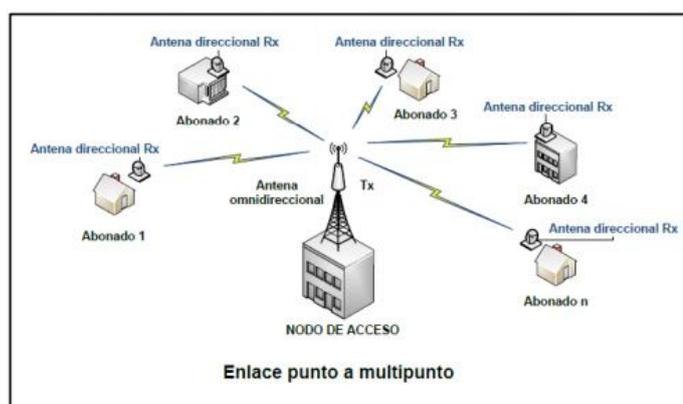 Antena direccional Rx
Antena direccional Rx
Abonado 2
Abonado 3
Antena direccional Rx
Antena direccional Rx
Abonado 4
Antena
omnidireccional
Tx
Abonado 1
Antena direccional Rx
Abonado n
NODO DE ACCESO
Enlace punto a multipunto